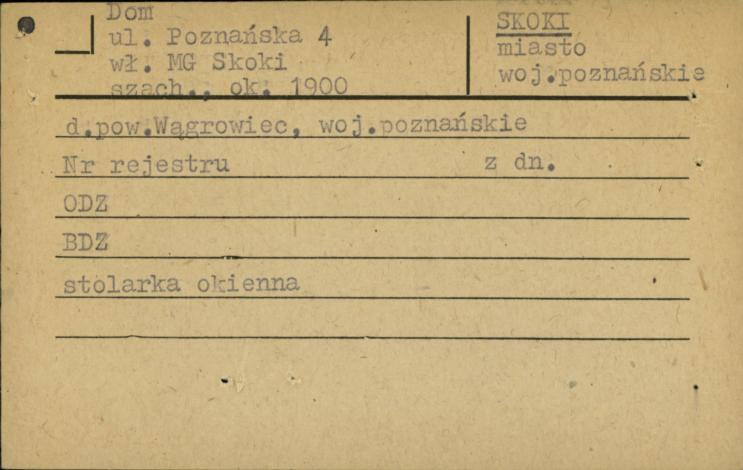 Dom
ul. Poznańska 4
wł. MG Skoki
szach., ok. 1900
SKOKI
miasto
woj.poznańskie
d.pow.Wągrowiec, woj.poznańskie
Nr rejestru z dn.
ODZ
BDZ
stolarka okienna